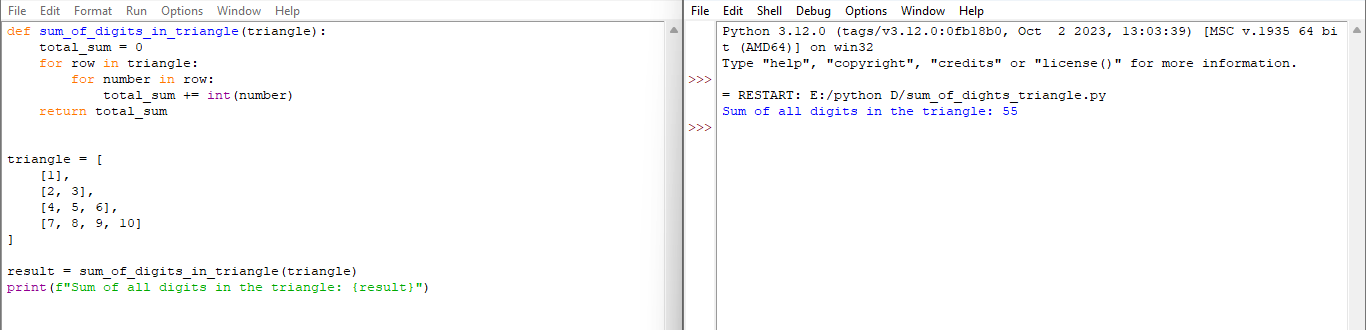 File Edit Format Run Options Window Help
def sum_of_digits_in_triangle(triangle):
    total_sum = 0
    for row in triangle:
        for number in row:
            total_sum += int(number)
    return total_sum
triangle = [
    [1],
    [2, 3],
    [4, 5, 6],
    [7, 8, 9, 10]
]
result = sum_of_digits_in_triangle(triangle)
print(f"Sum of all digits in the triangle: {result}")
File Edit Shell Debug Options Window Help
Python 3.12.0 (tags/v3.12.0:0fb18b0, Oct  2 2023, 13:03:39) [MSC v.1935 64 bi
t (AMD64)] on win32
Type "help", "copyright", "credits" or "license()" for more information.
>>>
= RESTART: E:/python D/sum_of_dights_triangle.py
Sum of all digits in the triangle: 55
>>>